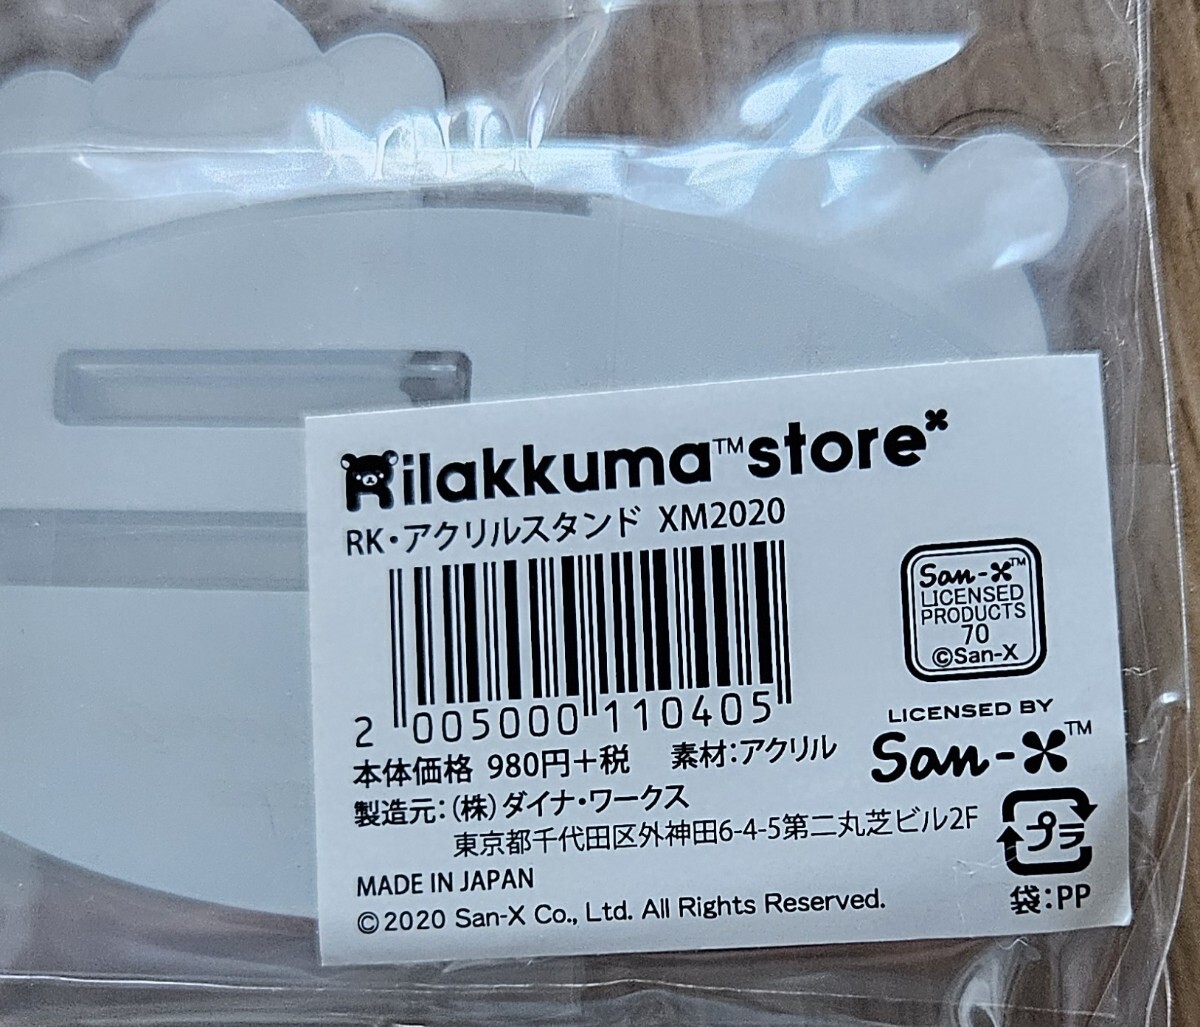 Rilakkuma™ store
RK・アクリルスタンド XM2020
2 005000 110405
本体価格 980円+税 素材：アクリル
製造元：(株)ダイナ・ワークス
東京都千代田区外神田6-4-5第二丸芝ビル2F
MADE IN JAPAN
©2020 San-X Co., Ltd. All Rights Reserved.
San-X™
LICENSED
PRODUCTS
70
©San-X
LICENSED BY
San-X™
プラ
袋：PP